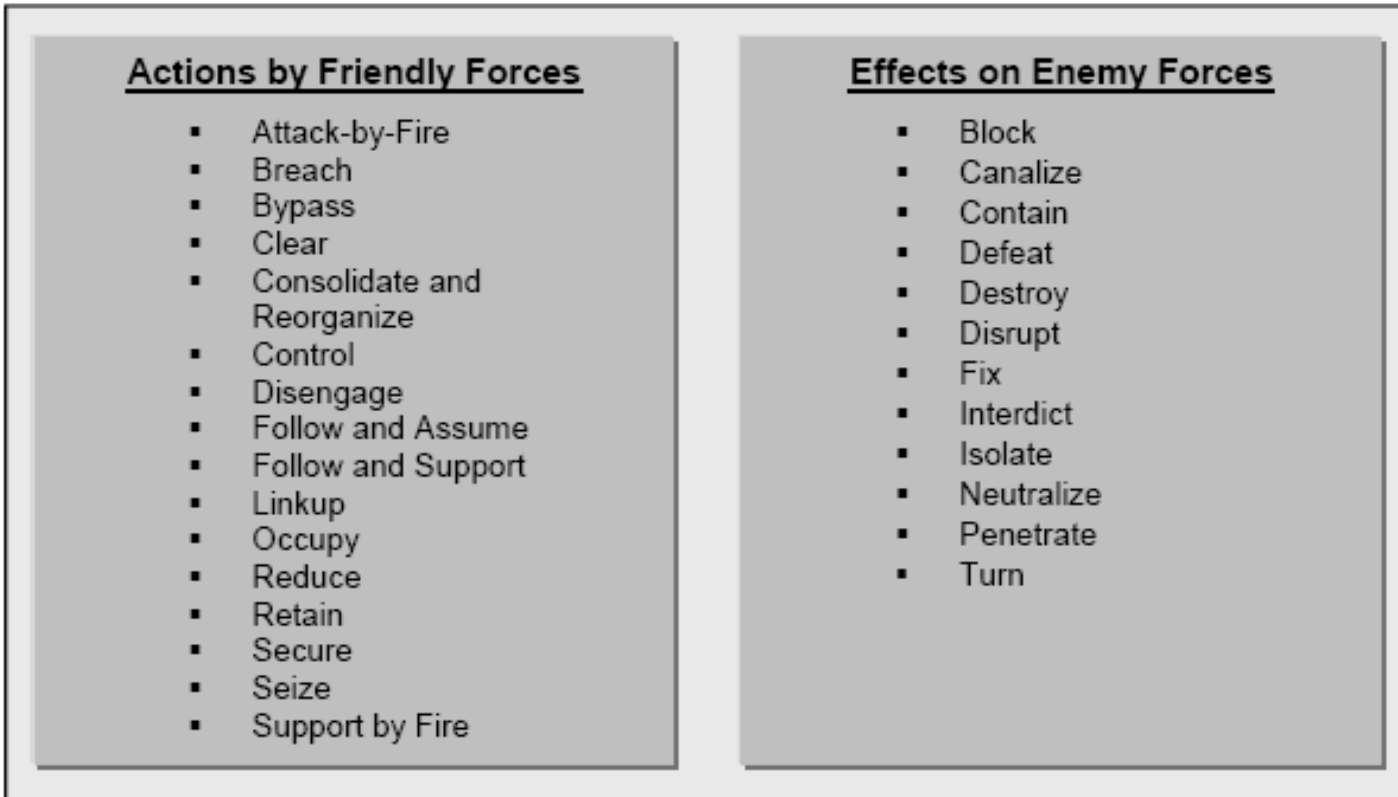 Actions by Friendly Forces
▪ Attack-by-Fire
▪ Breach
▪ Bypass
▪ Clear
▪ Consolidate and
Reorganize
▪ Control
▪ Disengage
▪ Follow and Assume
▪ Follow and Support
▪ Linkup
▪ Occupy
▪ Reduce
▪ Retain
▪ Secure
▪ Seize
▪ Support by Fire
Effects on Enemy Forces
▪ Block
▪ Canalize
▪ Contain
▪ Defeat
▪ Destroy
▪ Disrupt
▪ Fix
▪ Interdict
▪ Isolate
▪ Neutralize
▪ Penetrate
▪ Turn